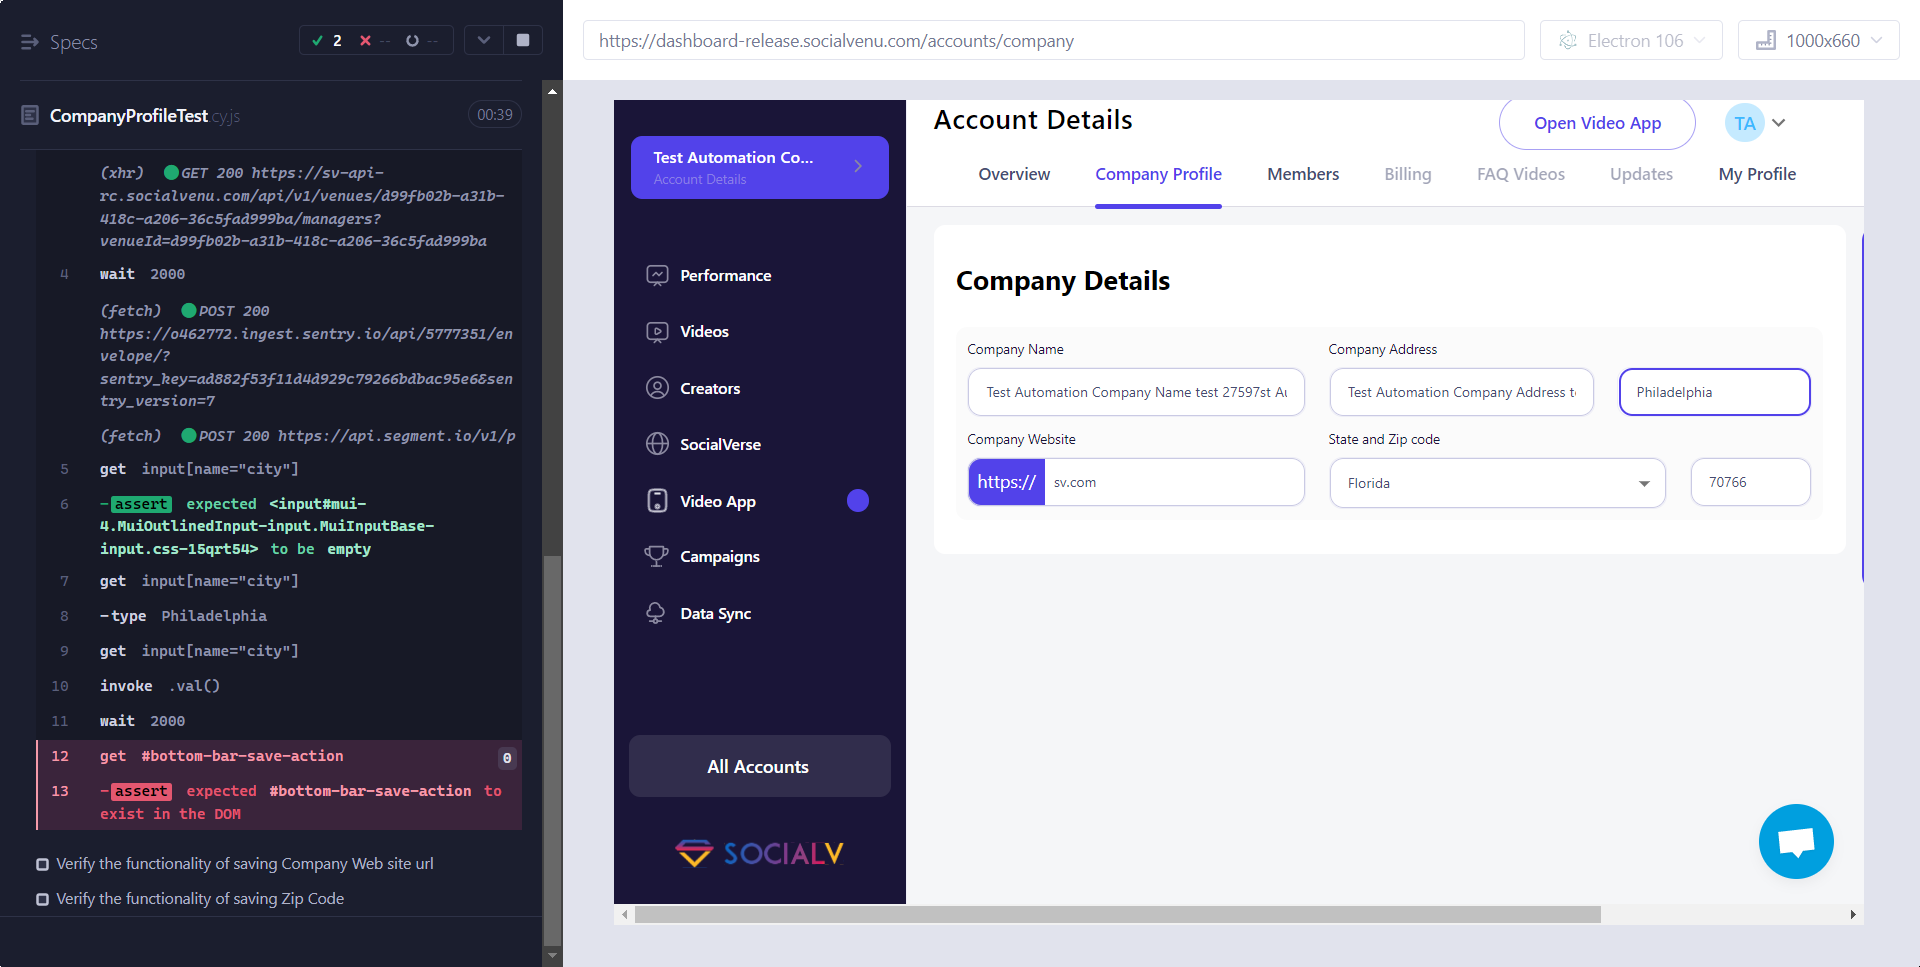 Specs
2
--
--
https://dashboard-release.socialvenu.com/accounts/company
Electron 106
1000x660
CompanyProfileTest.cy.js
00:39
(xhr) GET 200 https://sv-api-
rc.socialvenu.com/api/v1/venues/d99fb02b-a31b-
418c-a206-36c5fad999ba/managers?
venueId=d99fb02b-a31b-418c-a206-36c5fad999ba
4 wait 2000
(fetch) POST 200
https://o462772.ingest.sentry.io/api/5777351/en
velope/?
sentry_key=ad882f53f11d4d929c79266bdbac95e6&sen
try_version=7
(fetch) POST 200 https://api.segment.io/v1/p
5 get input[name="city"]
6 -assert expected <input#mui-
4.MuiOutlinedInput-input.MuiInputBase-
input.css-15qrt54> to be empty
7 get input[name="city"]
8 -type Philadelphia
9 get input[name="city"]
10 invoke .val()
11 wait 2000
12 get #bottom-bar-save-action 0
13 -assert expected #bottom-bar-save-action to
exist in the DOM
Verify the functionality of saving Company Web site url
Verify the functionality of saving Zip Code
Test Automation Co...
Account Details
Performance
Videos
Creators
SocialVerse
Video App
Campaigns
Data Sync
All Accounts
SOCIALV
Account Details
Open Video App
TA
Overview
Company Profile
Members
Billing
FAQ Videos
Updates
My Profile
Company Details
Company Name
Company Address
Test Automation Company Name test 27597st Au
Test Automation Company Address te
Philadelphia
Company Website
State and Zip code
https://
sv.com
Florida
70766